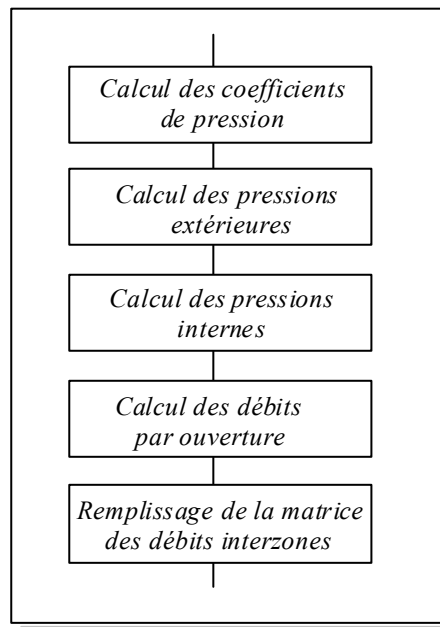 Calcul des coefficients
de pression
Calcul des pressions
extérieures
Calcul des pressions
internes
Calcul des débits
par ouverture
Remplissage de la matrice
des débits interzones